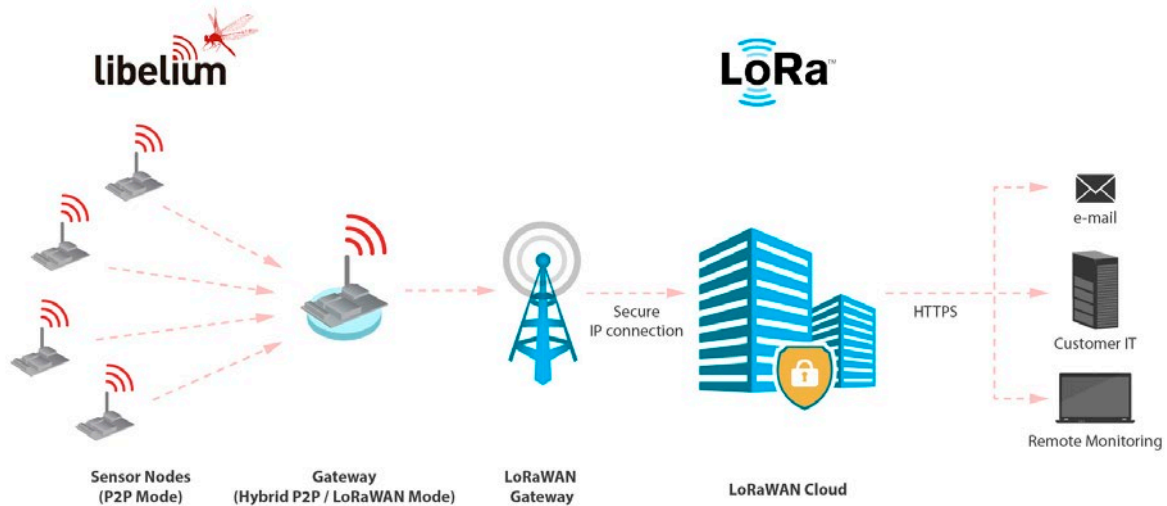 libelium
LoRa™
e-mail
Secure
IP connection
HTTPS
Customer IT
Remote Monitoring
Sensor Nodes
(P2P Mode)
Gateway
(Hybrid P2P / LoRaWAN Mode)
LoRaWAN
Gateway
LoRaWAN Cloud